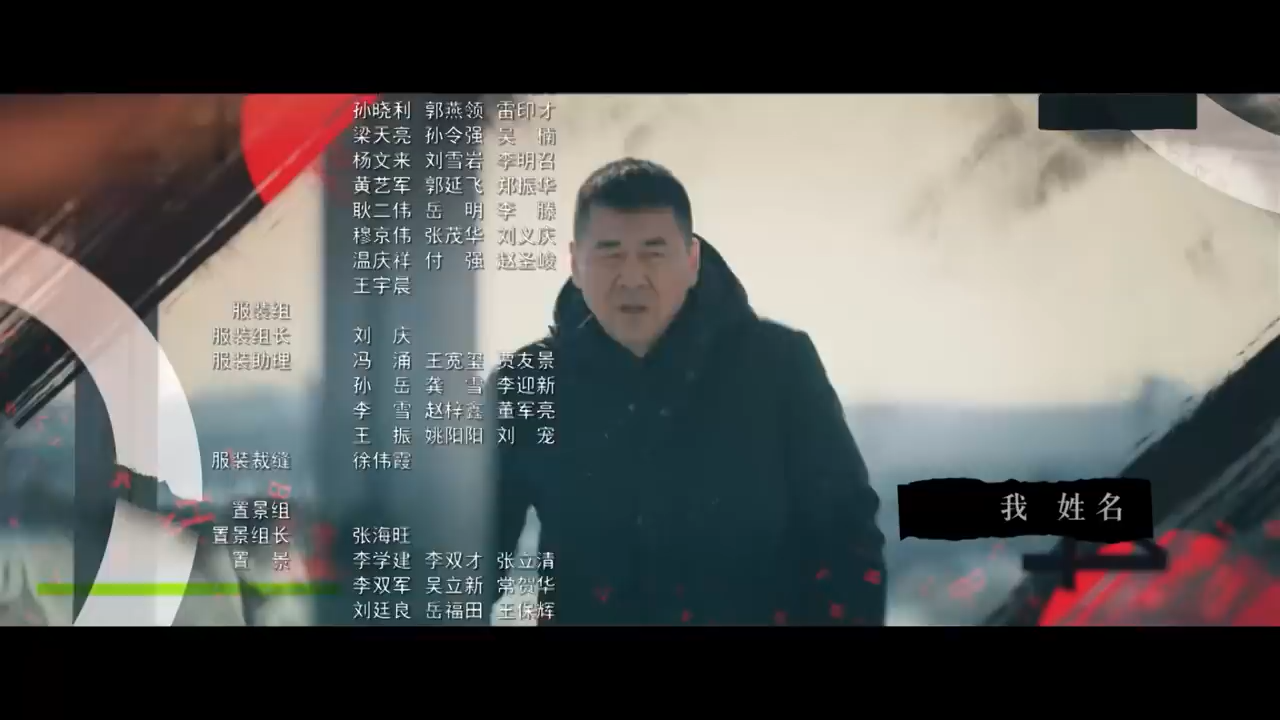 孙晓利 郭燕领 雷印才
梁天亮 孙令强 吴 楠
杨文来 刘雪岩 李明召
黄艺军 郭延飞 郑振华
耿二伟 岳 明 李 滕
穆京伟 张茂华 刘义庆
温庆祥 付 强 赵圣峻
王宇晨
服装组
服装组长 刘 庆
服装助理 冯 涌 王宽玺 贾友景
孙 岳 龚 雪 李迎新
李 雪 赵梓鑫 董军亮
王 振 姚阳阳 刘 宠
服装裁缝 徐伟霞
置景组
置景组长 张海旺
置 景 李学建 李双才 张立清
李双军 吴立新 常贺华
刘廷良 岳福田 王保辉
我 姓名